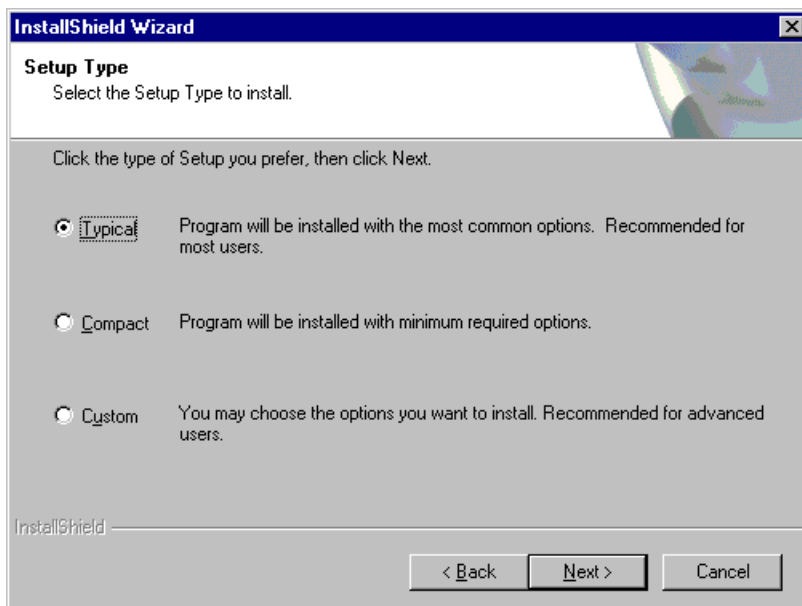 InstallShield Wizard
Setup Type
Select the Setup Type to install.
Click the type of Setup you prefer, then click Next.
Typical Program will be installed with the most common options. Recommended for
most users.
Compact Program will be installed with minimum required options.
Custom You may choose the options you want to install. Recommended for advanced
users.
InstallShield
< Back Next > Cancel